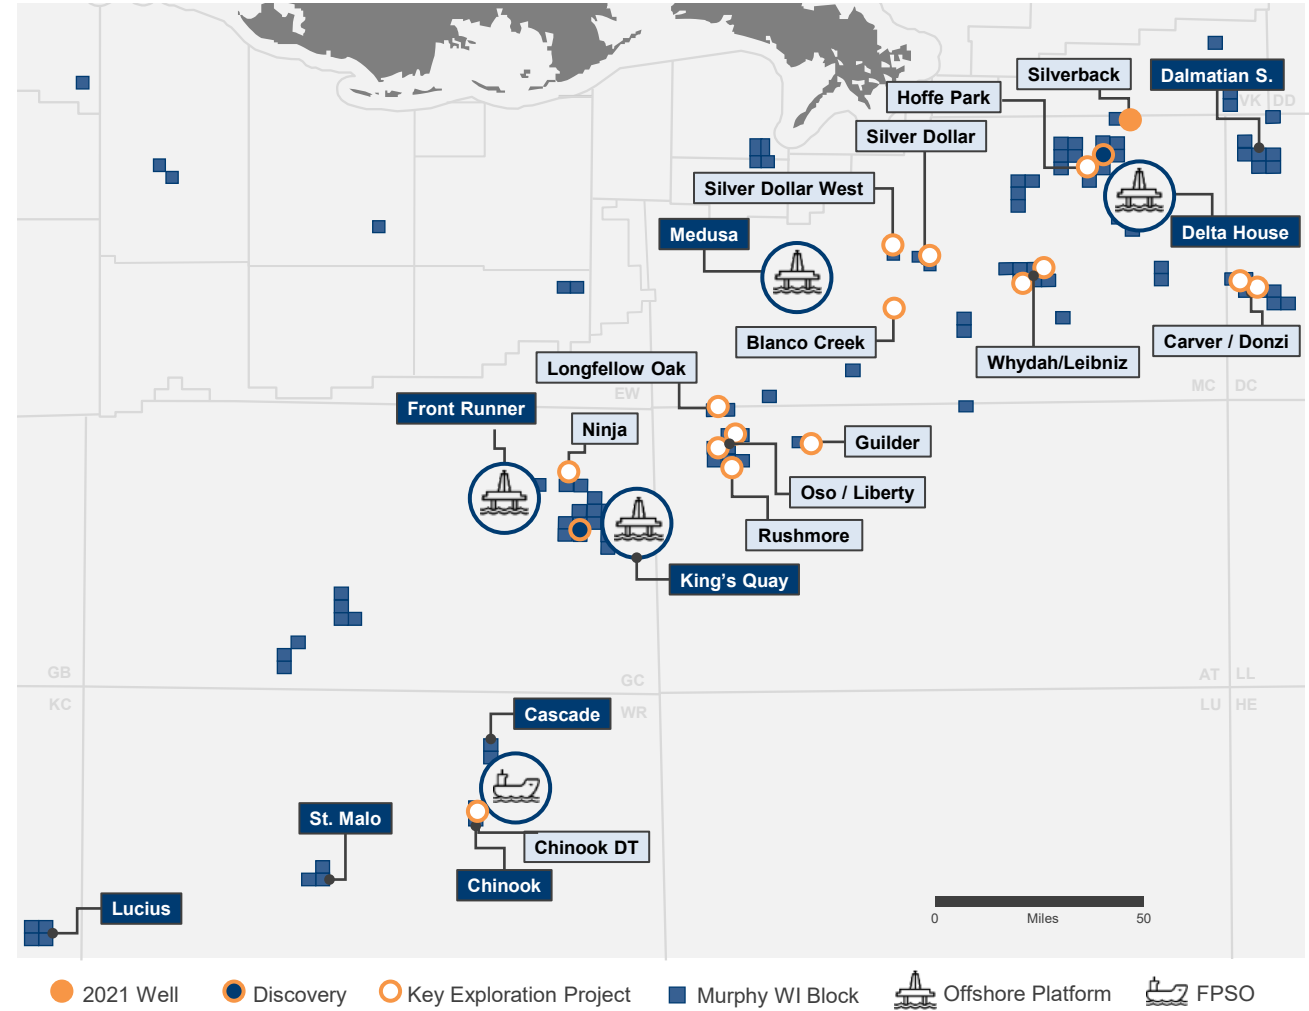 Silverback
Dalmatian S.
Hoffe Park
VK
DD
Silver Dollar
Silver Dollar West
Medusa
Delta House
Blanco Creek
Carver / Donzi
Whydah/Leibniz
Longfellow Oak
MC
DC
EW
Front Runner
Ninja
Guilder
Oso / Liberty
Rushmore
King's Quay
GB
GC
AT
LL
KC
WR
LU
HE
Cascade
St. Malo
Chinook DT
Chinook
Lucius
0
Miles
50
2021 Well
Discovery
Key Exploration Project
Murphy WI Block
Offshore Platform
FPSO